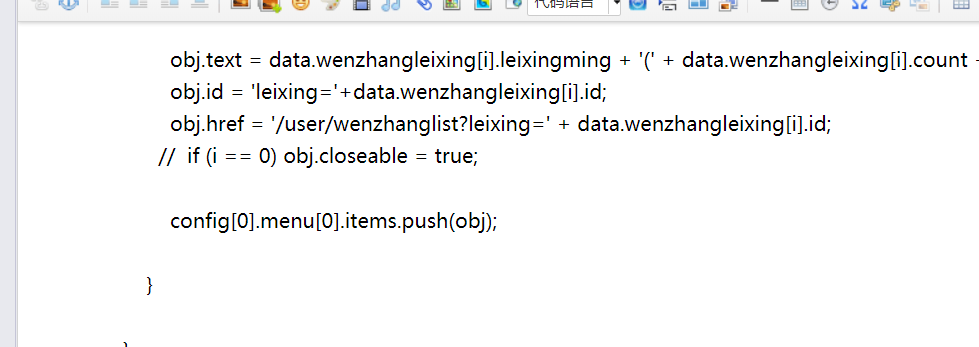 代码语言
obj.text = data.wenzhangleixing[i].leixingming + '(' + data.wenzhangleixing[i].count
obj.id = 'leixing='+data.wenzhangleixing[i].id;
obj.href = '/user/wenzhanglist?leixing=' + data.wenzhangleixing[i].id;
// if (i == 0) obj.closeable = true;
config[0].menu[0].items.push(obj);
}